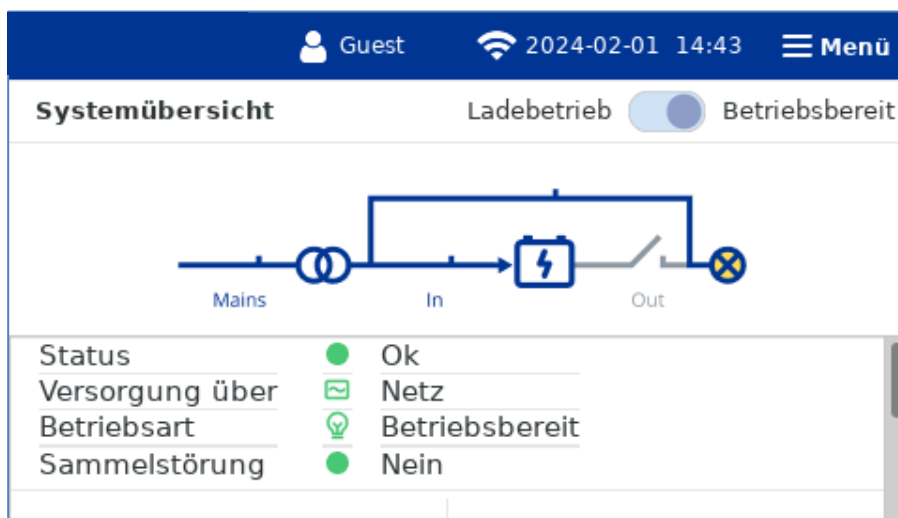 Guest 2024-02-01 14:43 Menü
Systemübersicht Ladebetrieb Betriebsbereit
Mains In Out
Status Ok
Versorgung über Netz
Betriebsart Betriebsbereit
Sammelstörung Nein